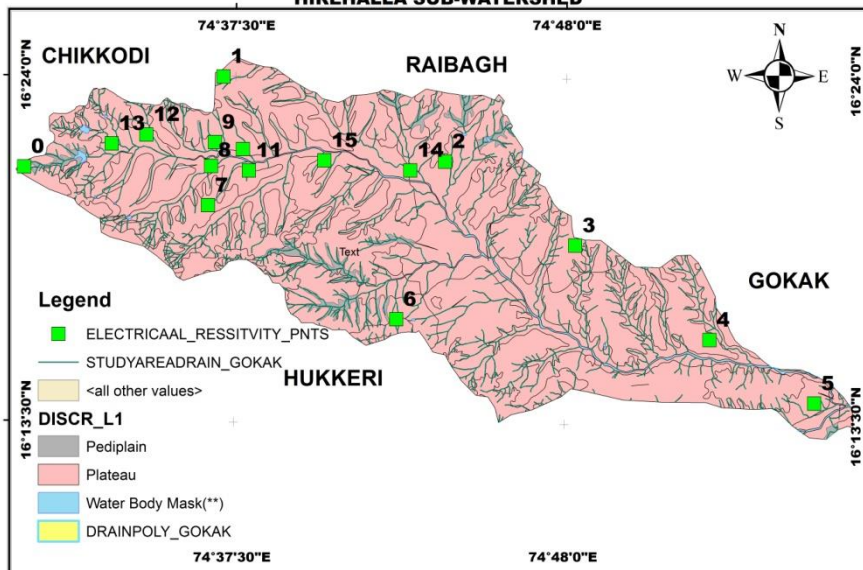 HIREHALLA SUB-WATERSHED
74°37'30"E
74°48'0"E
CHIKKODI
RAIBAGH
N
W
E
S
16°24'0"N
16°24'0"N
1
0
13
12
9
8
11
7
15
14
2
3
Text
GOKAK
6
4
5
HUKKERI
Legend
ELECTRICAAL_RESSITVITY_PNTS
STUDYAREADRAIN_GOKAK
<all other values>
DISCR_L1
Pediplain
Plateau
Water Body Mask(**)
DRAINPOLY_GOKAK
16°13'30"N
16°13'30"N
74°37'30"E
74°48'0"E